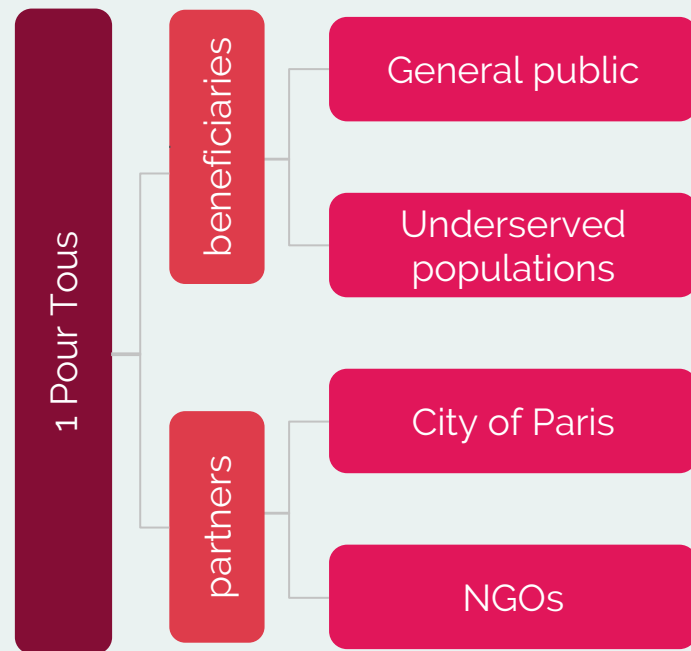 1 Pour Tous
beneficiaries
General public
Underserved
populations
partners
City of Paris
NGOs